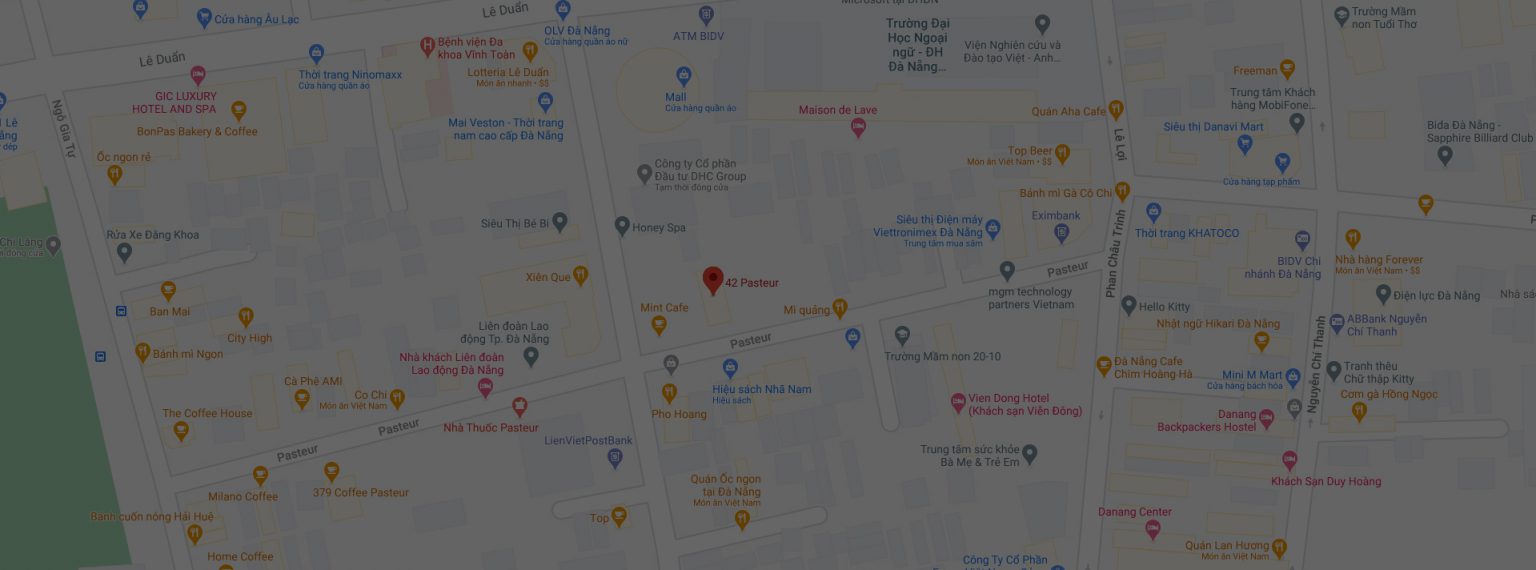 Microsoft tại ĐHĐN
Cửa hàng Âu Lạc
Lê Duẩn
OLV Đà Nẵng
Cửa hàng quần áo nữ
ATM BIDV
Trường Đại
Học Ngoại
ngữ - ĐH
Đà Nẵng...
Viện Nghiên cứu và
Đào tạo Việt - Anh...
Trường Mầm
non Tuổi Thơ
Lê Duẩn
Thời trang Ninomaxx
Cửa hàng quần áo
Bệnh viện Đa
khoa Vĩnh Toàn
Lotteria Lê Duẩn
Món ăn nhanh • $$
Mall
Cửa hàng quần áo
Freeman
Trung tâm Khách
hàng MobiFone...
GIC LUXURY
HOTEL AND SPA
BonPas Bakery & Coffee
Mai Veston - Thời trang
nam cao cấp Đà Nẵng
Maison de Lave
Quán Aha Cafe
Lê Lợi
Siêu thị Danavi Mart
Bida Đà Nẵng -
Sapphire Billiard Club
Ngô Gia Tự
Ốc ngon rẻ
Công ty Cổ phần
Đầu tư DHC Group
Tạm thời đóng cửa
Top Beer
Món ăn Việt Nam • $$
Cửa hàng tạp phẩm
Bánh mì Gà Cô Chi
Siêu Thị Bé Bi
Honey Spa
Siêu thị Điện máy
Viettronimex Đà Nẵng
Trung tâm mua sắm
Eximbank
Thời trang KHATOCO
Rửa Xe Đăng Khoa
Chi Lăng
Phan Châu Trinh
BIDV Chi
nhánh Đà Nẵng
Nhà hàng Forever
Món ăn Việt Nam • $$
Xiên Que
42 Pasteur
Pasteur
mgm technology
partners Vietnam
Điện lực Đà Nẵng
Ban Mai
City High
Mint Cafe
Mì quảng
Hello Kitty
Nhật ngữ Hikari Đà Nẵng
ABBank Nguyễn
Chí Thanh
Liên đoàn Lao
động Tp. Đà Nẵng
Pasteur
Trường Mầm non 20-10
Bánh mì Ngon
Nhà khách Liên đoàn
Lao động Đà Nẵng
Đà Nẵng Cafe
Chim Hoàng Hà
Mini M Mart
Cửa hàng bách hóa
Nguyễn Chí Thanh
Tranh thêu
Chữ thập Kitty
Cà Phê AMI
Co Chi
Món ăn Việt Nam
Hiệu sách Nhã Nam
Hiệu sách
Vien Dong Hotel
(Khách sạn Viễn Đông)
Cơm gà Hồng Ngọc
The Coffee House
Pho Hoang
Danang
Backpackers Hostel
Pasteur
Nhà Thuốc Pasteur
LienVietPostBank
Trung tâm sức khỏe
Bà Mẹ & Trẻ Em
Pasteur
Quán Ốc ngon
tại Đà Nẵng
Món ăn Việt Nam
Khách Sạn Duy Hoàng
Milano Coffee
379 Coffee Pasteur
Top
Danang Center
Bánh cuốn nóng Hải Huệ
Home Coffee
Quán Lan Hương
Món ăn Việt Nam
Công Ty Cổ Phần